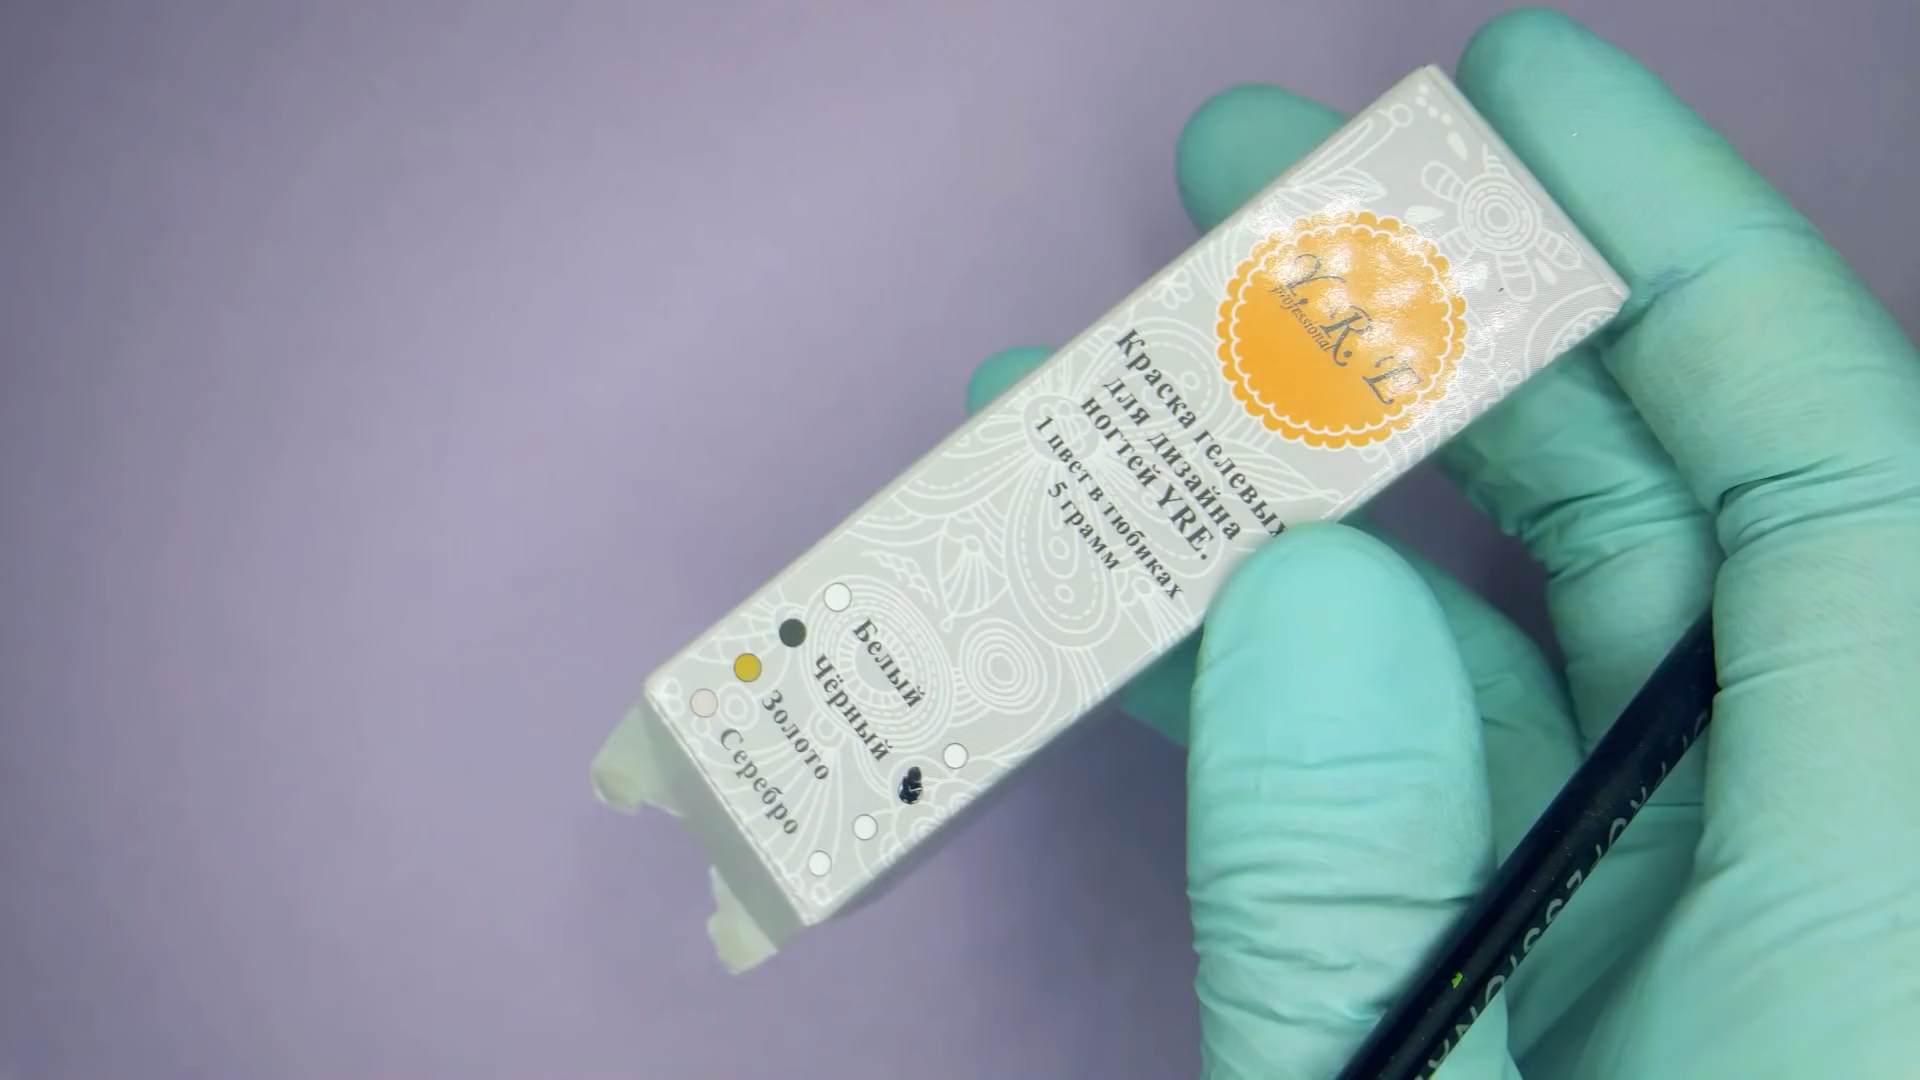 Y. R. E
professional
Краска гелевых
для дизайна
ногтей YRE.
1 цвет в тюбиках
5 грамм
Белый
Чёрный
Золото
Серебро